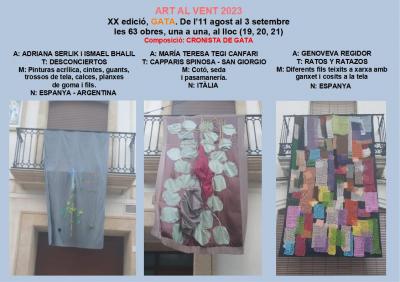 ART AL VENT 2023
XX edició, GATA. De l'11 agost al 3 setembre
les 63 obres, una a una, al lloc (19, 20, 21)
Composició: CRONISTA DE GATA
A: ADRIANA SERLIK I ISMAEL BHALIL
T: DESCONCIERTOS
M: Pinturas acrílica, cintes, guants,
trossos de tela, calces, planxes
de goma i fils.
N: ESPANYA - ARGENTINA
A: MARÍA TERESA TEGI CANFARI
T: CAPPARIS SPINOSA - SAN GIORGIO
M: Cotó, seda
i pasamanería.
N: ITÀLIA
A: GENOVEVA REGIDOR
T: RATOS Y RATAZOS
M: Diferents fils teixits a xarxa amb
ganxet i cosits a la tela
N: ESPANYA